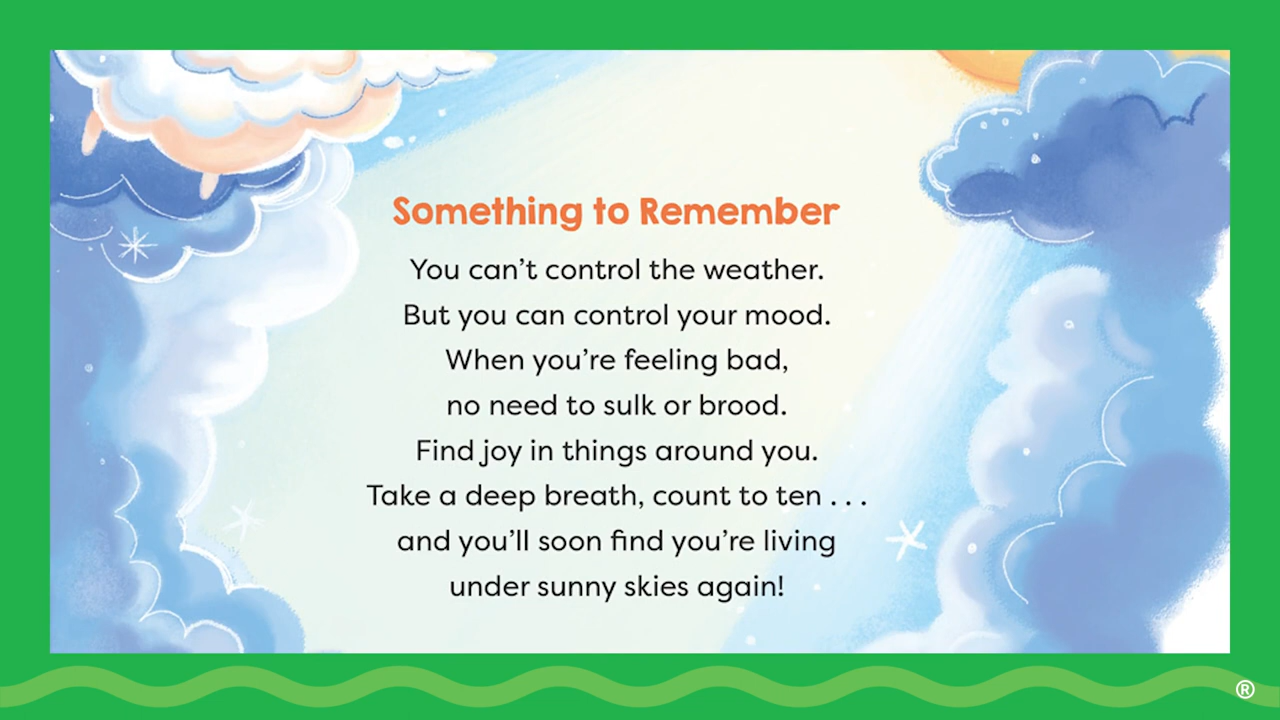 Something to Remember
You can’t control the weather.
But you can control your mood.
When you’re feeling bad,
no need to sulk or brood.
Find joy in things around you.
Take a deep breath, count to ten . . .
and you’ll soon find you’re living
under sunny skies again!
®